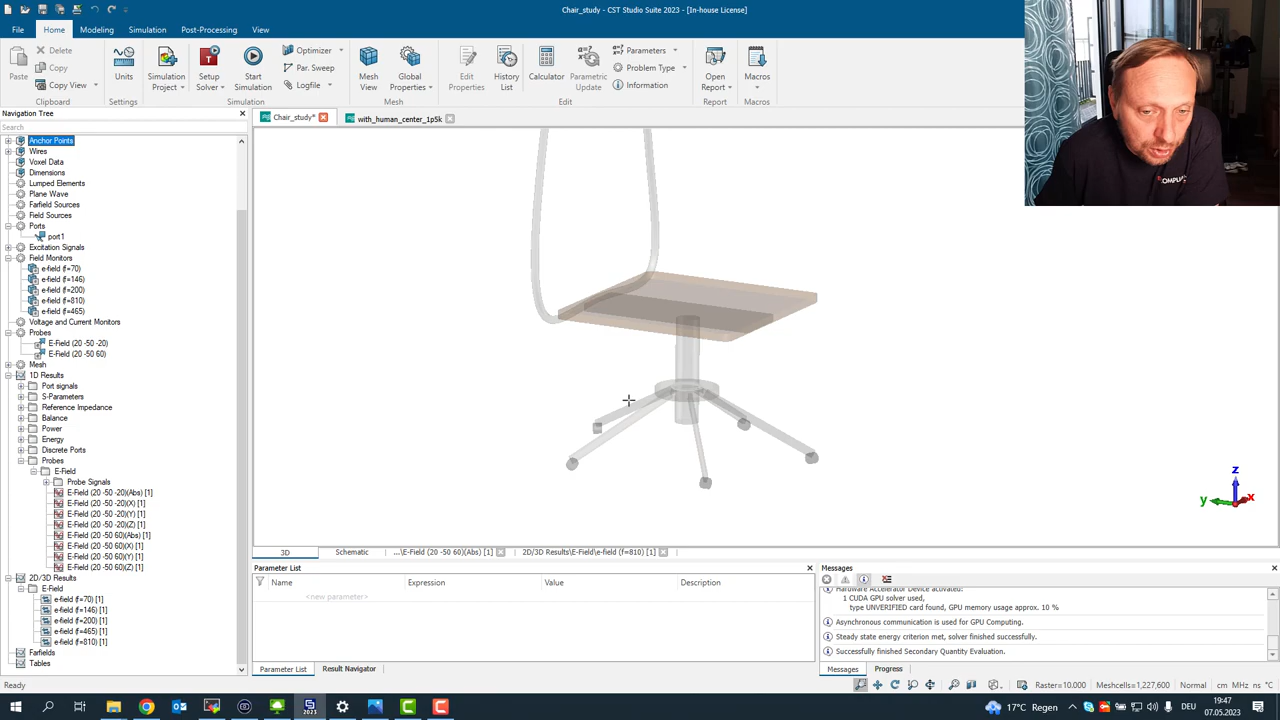 Chair_study - CST Studio Suite 2023 - [In-house License]
File Home Modeling Simulation Post-Processing View
Paste
Delete
Copy
Copy View
Clipboard
Units
Settings
Simulation Project
Setup Solver
Start Simulation
Optimizer
Par. Sweep
Logfile
Simulation
Mesh View
Global Properties
Mesh
Edit Properties
History List
Calculator
Parametric Update
Parameters
Problem Type
Information
Edit
Open Report
Report
Macros
Macros
Navigation Tree
Chair_study*
with_human_center_1p5k
Search
Anchor Points
Wires
Voxel Data
Dimensions
Lumped Elements
Plane Wave
Farfield Sources
Field Sources
Ports
port1
Excitation Signals
Field Monitors
e-field (f=70)
e-field (f=146)
e-field (f=200)
e-field (f=810)
e-field (f=465)
Voltage and Current Monitors
Probes
E-Field (20 -50 -20)
E-Field (20 -50 60)
Mesh
1D Results
Port signals
S-Parameters
Reference Impedance
Balance
Power
Energy
Discrete Ports
Probes
E-Field
Probe Signals
E-Field (20 -50 -20)(Abs) [1]
E-Field (20 -50 -20)(X) [1]
E-Field (20 -50 -20)(Y) [1]
E-Field (20 -50 -20)(Z) [1]
E-Field (20 -50 60)(Abs) [1]
E-Field (20 -50 60)(X) [1]
E-Field (20 -50 60)(Y) [1]
E-Field (20 -50 60)(Z) [1]
2D/3D Results
E-Field
e-field (f=70) [1]
e-field (f=146) [1]
e-field (f=200) [1]
e-field (f=465) [1]
e-field (f=810) [1]
Farfields
Tables
z
y
x
3D Schematic ...\E-Field (20 -50 60)(Abs) [1] 2D/3D Results\E-Field\e-field (f=810) [1]
Parameter List
Name Expression Value Description
<new parameter>
Parameter List Result Navigator
Messages
Hardware Accelerator Device activated:
1 CUDA GPU solver used,
type UNVERIFIED card found, GPU memory usage approx. 10 %
Asynchronous communication is used for GPU Computing.
Steady state energy criterion met, solver finished successfully.
Successfully finished Secondary Quantity Evaluation.
Messages Progress
Ready
Raster=10.000 Meshcells=1,227,600 Normal cm MHz ns °C
17°C Regen
DEU
19:47
07.05.2023